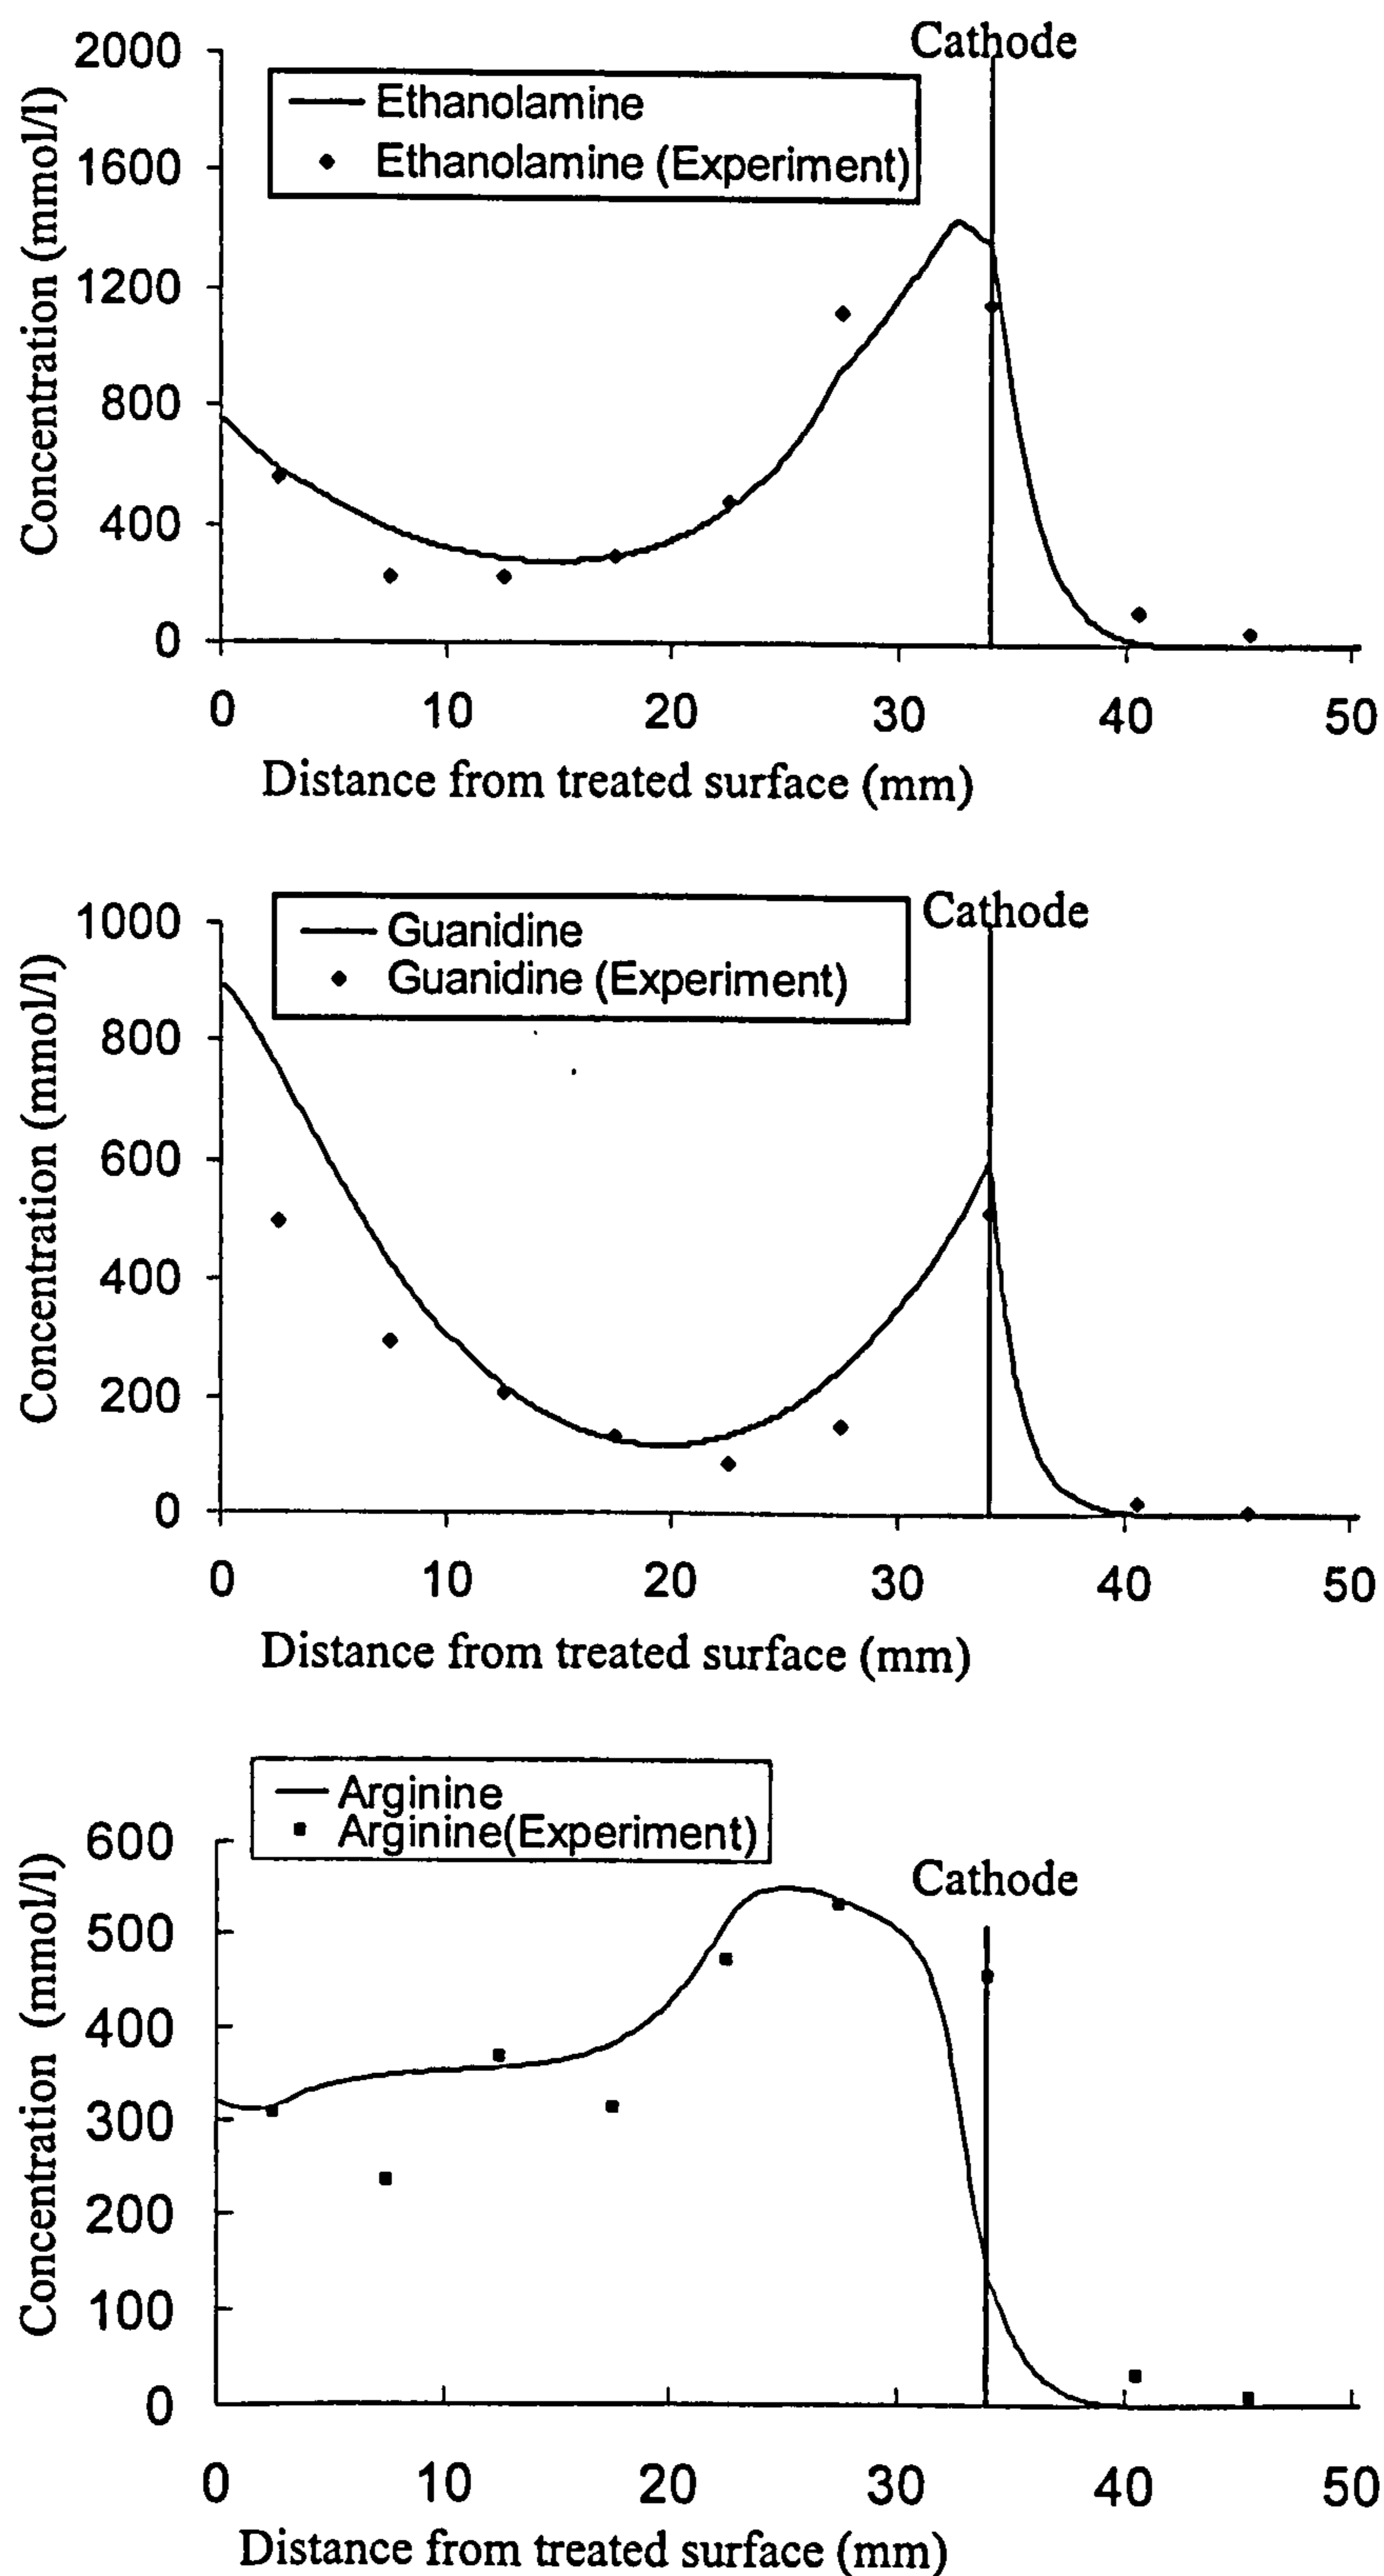 Cathode
2000
1600
1200
800
400
0
Concentration (mmol/l)
Ethanolamine
Ethanolamine (Experiment)
0 10 20 30 40 50
Distance from treated surface (mm)
Cathode
1000
800
600
400
200
0
Concentration (mmol/l)
Guanidine
Guanidine (Experiment)
0 10 20 30 40 50
Distance from treated surface (mm)
Arginine
Arginine(Experiment)
Cathode
600
500
400
300
200
100
0
Concentration (mmol/l)
0 10 20 30 40 50
Distance from treated surface (mm)